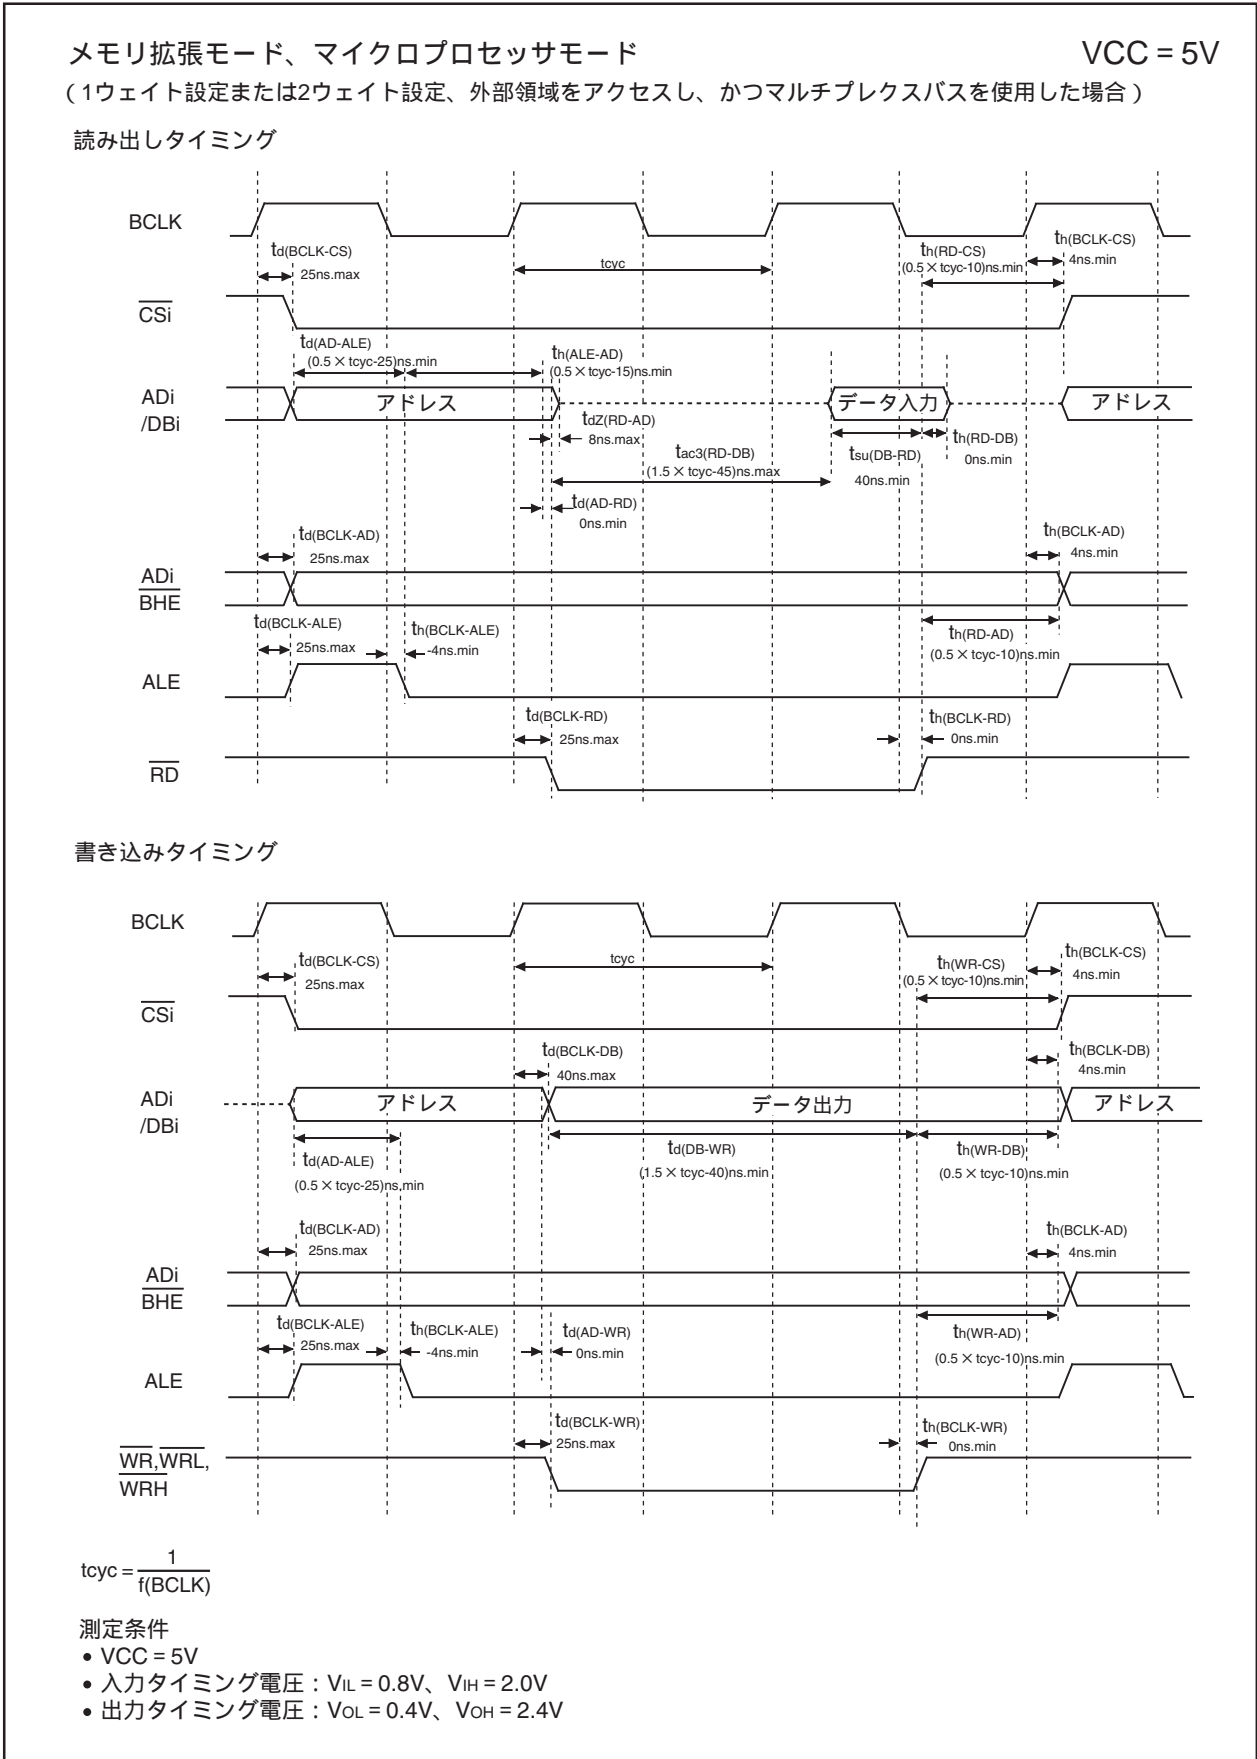 メモリ拡張モード、マイクロプロセッサモード
VCC = 5V
(1ウェイト設定または2ウェイト設定、外部領域をアクセスし、かつマルチプレクスバスを使用した場合)
読み出しタイミング
BCLK
td(BCLK-CS)
25ns.max
tcyc
th(RD-CS)
(0.5×tcyc-10)ns.min
th(BCLK-CS)
4ns.min
CSi
td(AD-ALE)
(0.5×tcyc-25)ns.min
th(ALE-AD)
(0.5×tcyc-15)ns.min
ADi
/DBi
アドレス
データ入力
アドレス
tdZ(RD-AD)
8ns.max
tac3(RD-DB)
(1.5×tcyc-45)ns.max
tsu(DB-RD)
40ns.min
th(RD-DB)
0ns.min
td(AD-RD)
0ns.min
td(BCLK-AD)
25ns.max
th(BCLK-AD)
4ns.min
ADi
BHE
td(BCLK-ALE)
25ns.max
th(BCLK-ALE)
-4ns.min
th(RD-AD)
(0.5×tcyc-10)ns.min
ALE
td(BCLK-RD)
25ns.max
th(BCLK-RD)
0ns.min
RD
書き込みタイミング
BCLK
td(BCLK-CS)
25ns.max
tcyc
th(WR-CS)
(0.5×tcyc-10)ns.min
th(BCLK-CS)
4ns.min
CSi
td(BCLK-DB)
40ns.max
th(BCLK-DB)
4ns.min
ADi
/DBi
アドレス
データ出力
アドレス
td(AD-ALE)
(0.5×tcyc-25)ns.min
td(DB-WR)
(1.5×tcyc-40)ns.min
th(WR-DB)
(0.5×tcyc-10)ns.min
td(BCLK-AD)
25ns.max
th(BCLK-AD)
4ns.min
ADi
BHE
td(BCLK-ALE)
25ns.max
th(BCLK-ALE)
-4ns.min
td(AD-WR)
0ns.min
th(WR-AD)
(0.5×tcyc-10)ns.min
ALE
td(BCLK-WR)
25ns.max
th(BCLK-WR)
0ns.min
WR,WRL,
WRH
tcyc = 1
f(BCLK)
測定条件
• VCC = 5V
• 入力タイミング電圧:VIL = 0.8V、VIH = 2.0V
• 出力タイミング電圧:VOL = 0.4V、VOH = 2.4V